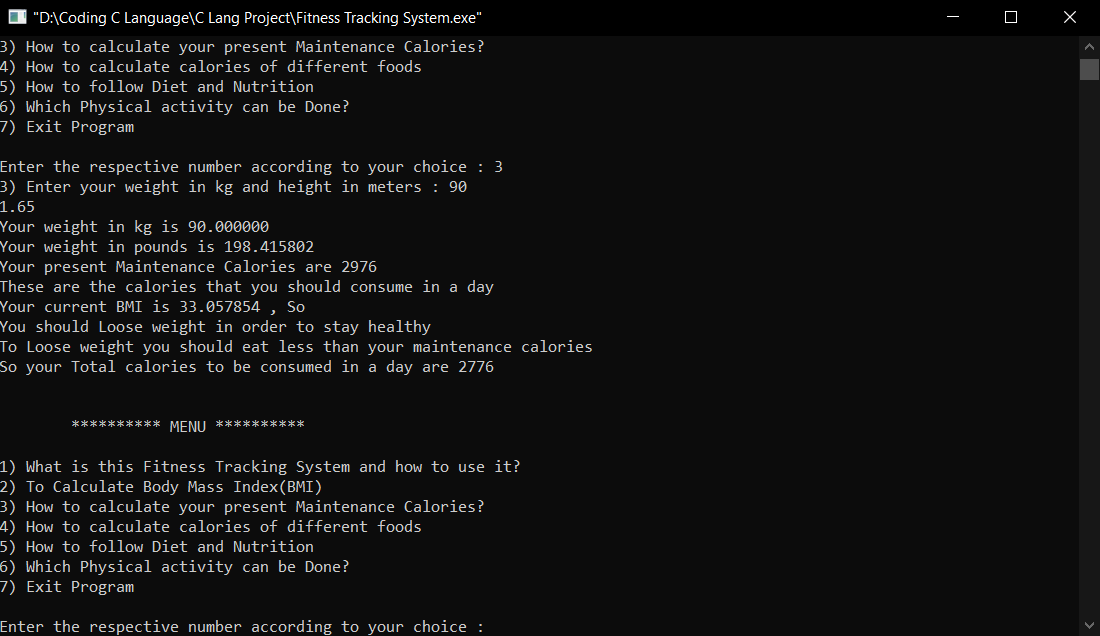 "D:\Coding C Language\C Lang Project\Fitness Tracking System.exe"
3) How to calculate your present Maintenance Calories?
4) How to calculate calories of different foods
5) How to follow Diet and Nutrition
6) Which Physical activity can be Done?
7) Exit Program
Enter the respective number according to your choice : 3
3) Enter your weight in kg and height in meters : 90
1.65
Your weight in kg is 90.000000
Your weight in pounds is 198.415802
Your present Maintenance Calories are 2976
These are the calories that you should consume in a day
Your current BMI is 33.057854 , So
You should Loose weight in order to stay healthy
To Loose weight you should eat less than your maintenance calories
So your Total calories to be consumed in a day are 2776
********** MENU **********
1) What is this Fitness Tracking System and how to use it?
2) To Calculate Body Mass Index(BMI)
3) How to calculate your present Maintenance Calories?
4) How to calculate calories of different foods
5) How to follow Diet and Nutrition
6) Which Physical activity can be Done?
7) Exit Program
Enter the respective number according to your choice :